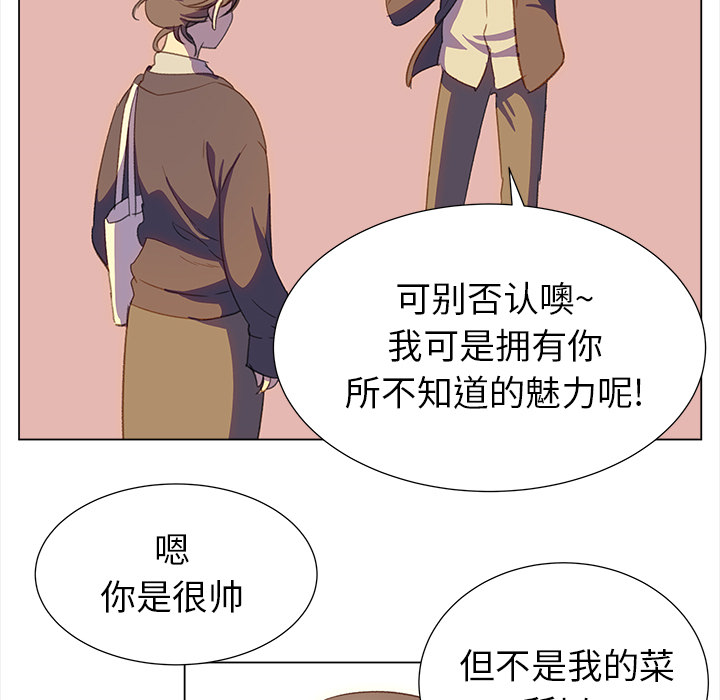 可别否认噢~
我可是拥有你
所不知道的魅力呢!
嗯
你是很帅
但不是我的菜